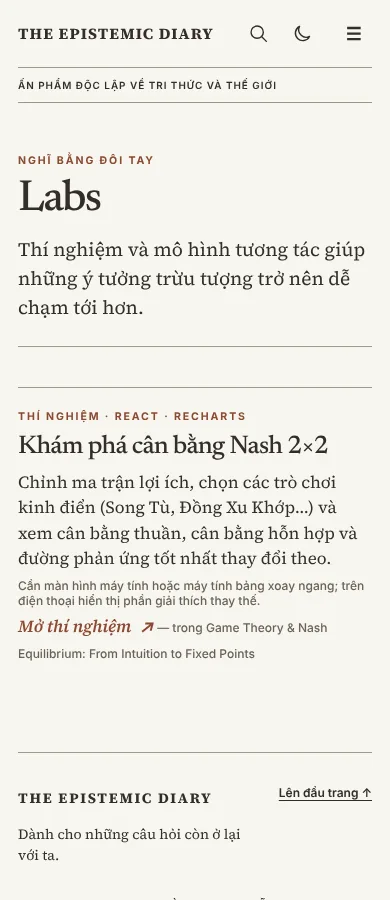 THE EPISTEMIC DIARY
ẤN PHẨM ĐỘC LẬP VỀ TRI THỨC VÀ THẾ GIỚI
NGHĨ BẰNG ĐÔI TAY
Labs
Thí nghiệm và mô hình tương tác giúp
những ý tưởng trừu tượng trở nên dễ
chạm tới hơn.
THÍ NGHIỆM · REACT · RECHARTS
Khám phá cân bằng Nash 2×2
Chỉnh ma trận lợi ích, chọn các trò chơi
kinh điển (Song Tù, Đồng Xu Khớp…) và
xem cân bằng thuần, cân bằng hỗn hợp và
đường phản ứng tốt nhất thay đổi theo.
Cần màn hình máy tính hoặc máy tính bảng xoay ngang; trên
điện thoại hiển thị phần giải thích thay thế.
Mở thí nghiệm ↗ — trong Game Theory & Nash
Equilibrium: From Intuition to Fixed Points
THE EPISTEMIC DIARY
Lên đầu trang ↑
Dành cho những câu hỏi còn ở lại
với ta.